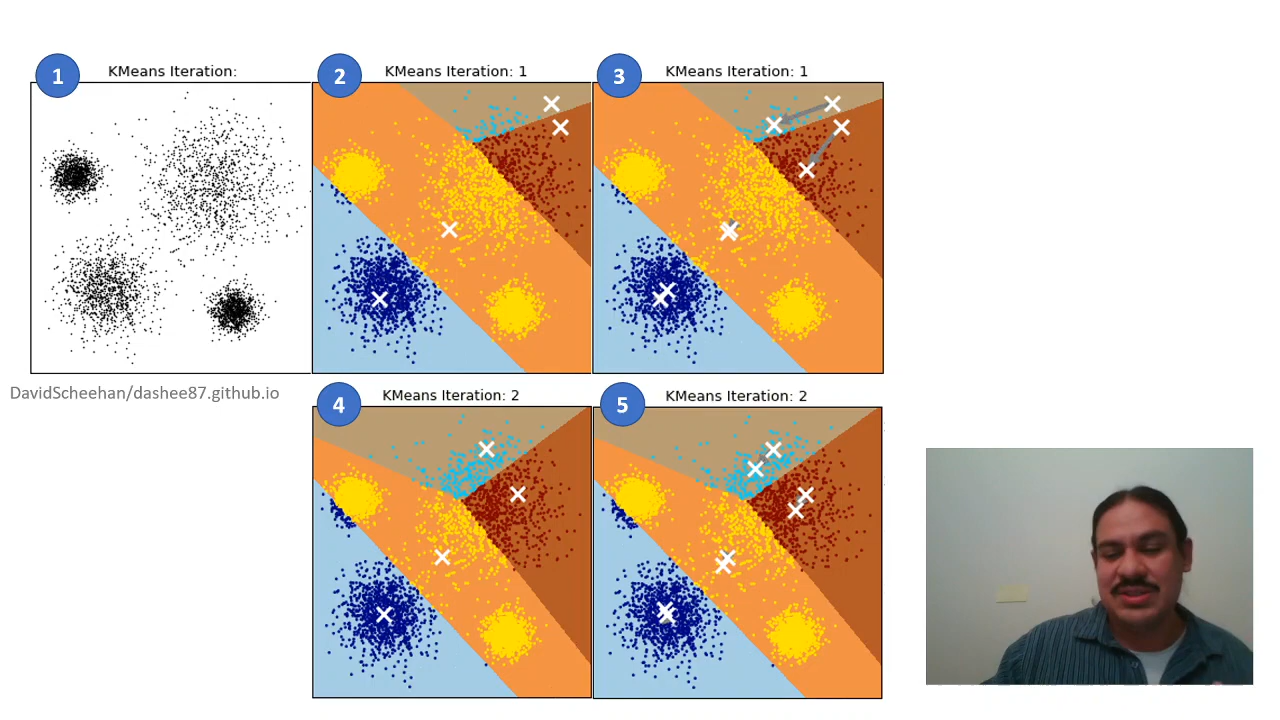 1
KMeans Iteration:
2
KMeans Iteration: 1
3
KMeans Iteration: 1
DavidScheehan/dashee87.github.io
4
KMeans Iteration: 2
5
KMeans Iteration: 2